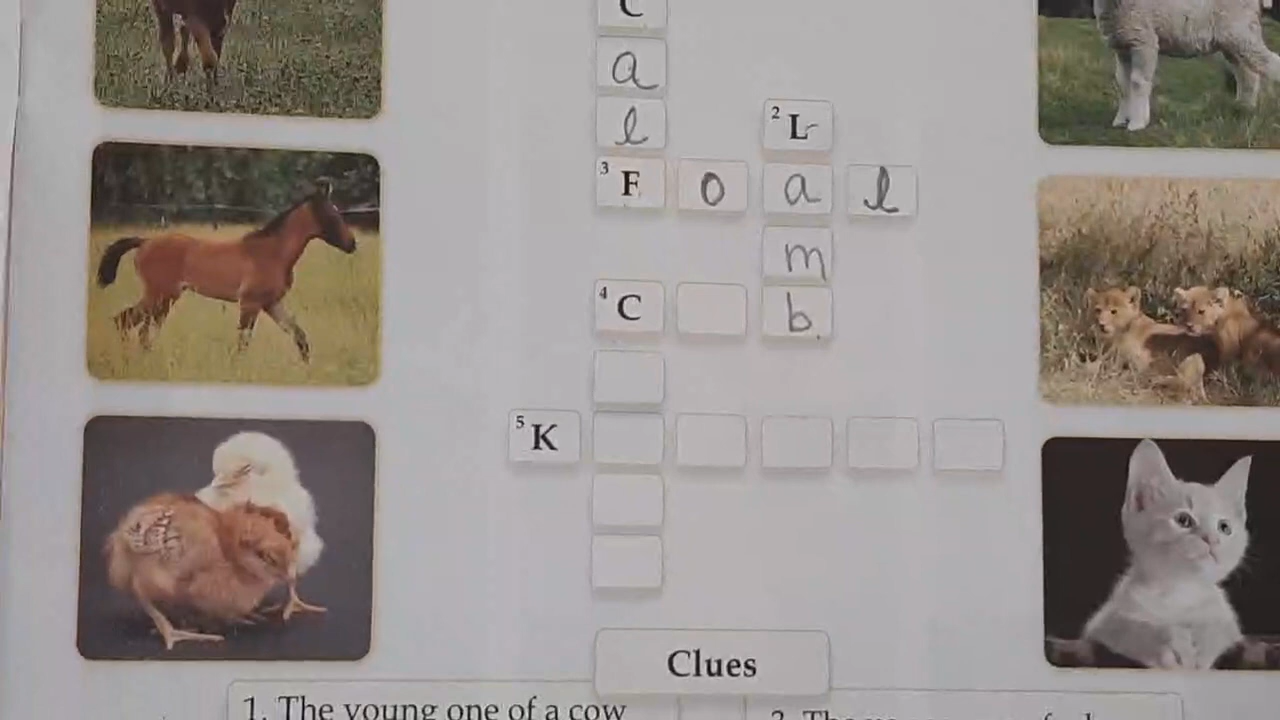 C
a
l
2 L
3 F o a l
m
4 C b
5 K
Clues
1. The young one of a cow